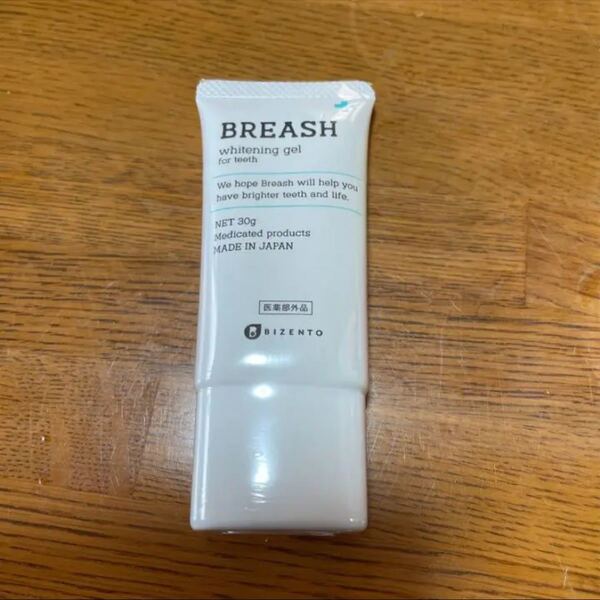 BREASH
whitening gel
for teeth
We hope Breash will help you
have brighter teeth and life.
NET 30g
Medicated products
MADE IN JAPAN
医薬部外品
BIZENTO